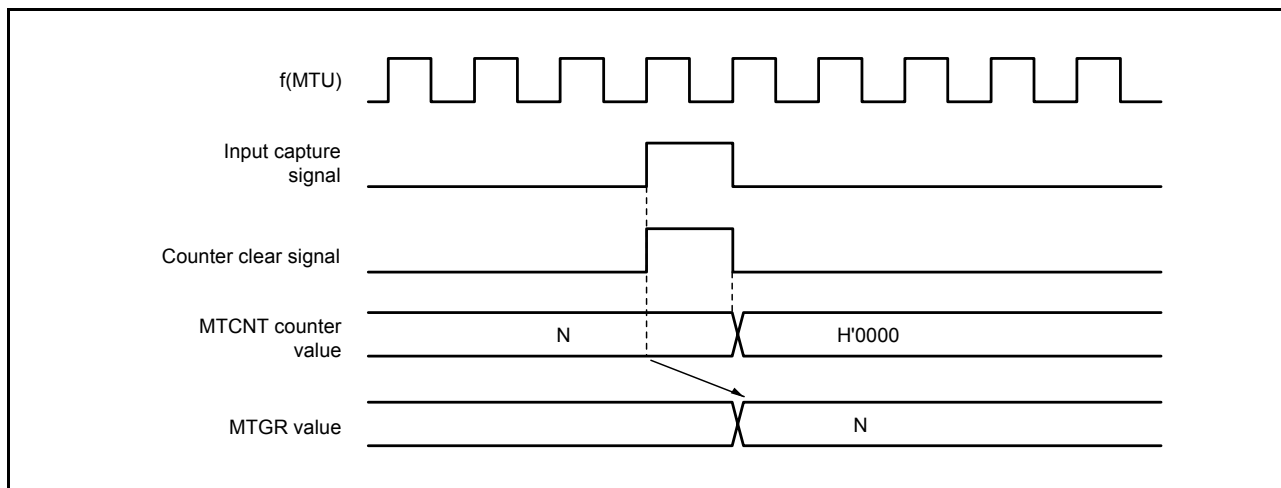 f(MTU)
Input capture
signal
Counter clear signal
MTCNT counter
value
N
H'0000
MTGR value
N